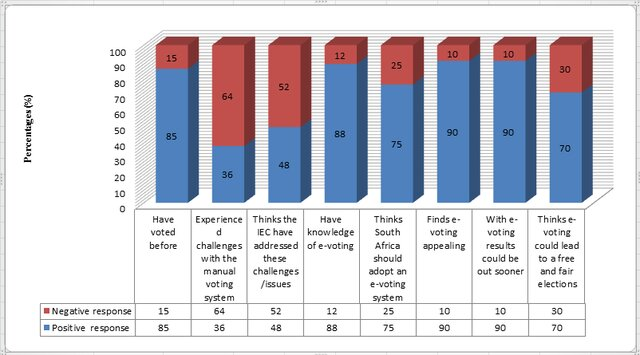 Percentages (%)
100
90
80
70
60
50
40
30
20
10
0
15 64 52 12 25 10 10 30
85 36 48 88 75 90 90 70
Have
voted
before
Experience
d
challenges
with the
manual
voting
system
Thinks the
IEC have
addressed
these
challenges
/issues
Have
knowledge
of e-voting
Thinks
South
Africa
should
adopt an
e-voting
system
Finds e-
voting
appealing
With e-
voting
results
could be
out sooner
Thinks e-
voting
could lead
to a free
and fair
elections
Negative response 15 64 52 12 25 10 10 30
Positive response 85 36 48 88 75 90 90 70